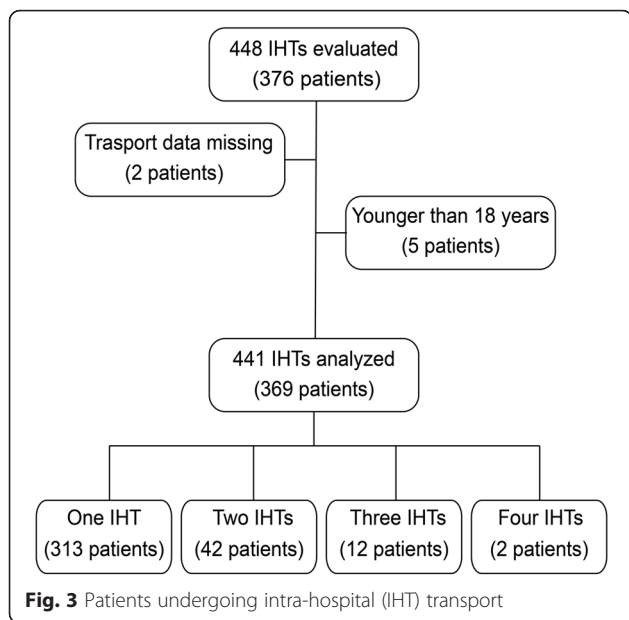 448 IHTs evaluated
(376 patients)
Trasport data missing
(2 patients)
Younger than 18 years
(5 patients)
441 IHTs analyzed
(369 patients)
One IHT
(313 patients)
Two IHTs
(42 patients)
Three IHTs
(12 patients)
Four IHTs
(2 patients)
Fig. 3 Patients undergoing intra-hospital (IHT) transport